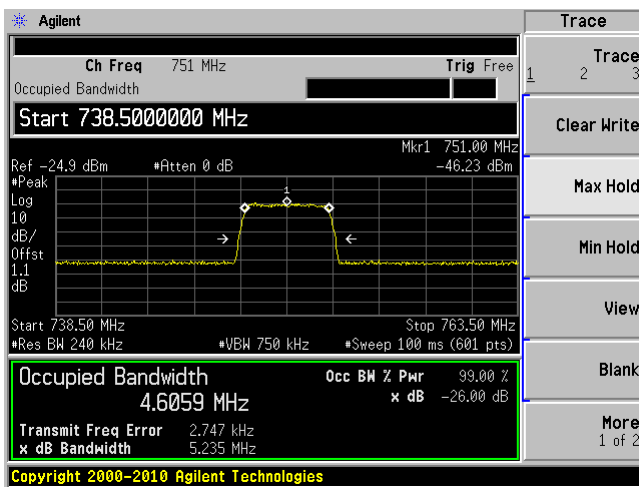 Agilent
Trace
Ch Freq 751 MHz Trig Free
Occupied Bandwidth
Start 738.5000000 MHz
Mkr1 751.00 MHz
Ref -24.9 dBm #Atten 0 dB -46.23 dBm
#Peak
Log
10
dB/
Offst
1.1
dB
1
Start 738.50 MHz Stop 763.50 MHz
#Res BW 240 kHz #VBW 750 kHz #Sweep 100 ms (601 pts)
Occupied Bandwidth Occ BW % Pwr 99.00 %
4.6059 MHz x dB -26.00 dB
Transmit Freq Error 2.747 kHz
x dB Bandwidth 5.235 MHz
Copyright 2000-2010 Agilent Technologies
Trace
1 2 3
Clear Write
Max Hold
Min Hold
View
Blank
More
1 of 2